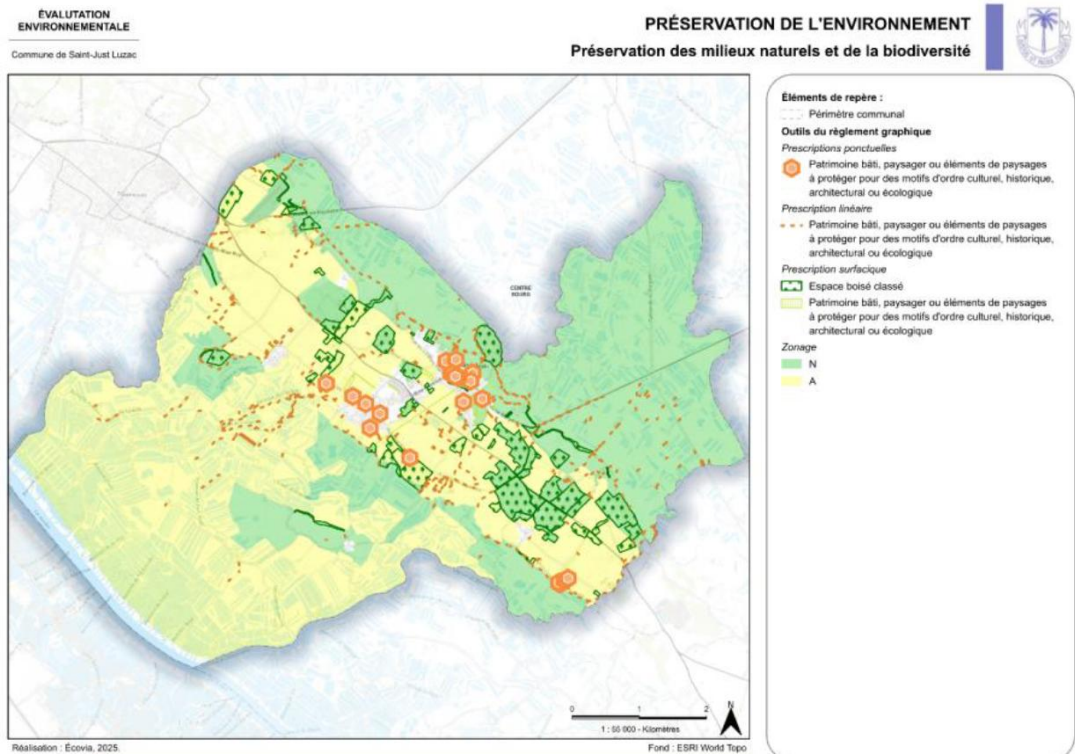 ÉVALUTATION
ENVIRONNEMENTALE
Commune de Saint-Just Luzac
PRÉSERVATION DE L'ENVIRONNEMENT
Préservation des milieux naturels et de la biodiversité
CENTRE
BOURG
0 1 2
1 : 55 000 - Kilomètres
N
Réalisation : Écovia, 2025.
Fond : ESRI World Topo
Éléments de repère :
Périmètre communal
Outils du règlement graphique
Prescriptions ponctuelles
Patrimoine bâti, paysager ou éléments de paysages
à protéger pour des motifs d'ordre culturel, historique,
architectural ou écologique
Prescription linéaire
Patrimoine bâti, paysager ou éléments de paysages
à protéger pour des motifs d'ordre culturel, historique,
architectural ou écologique
Prescription surfacique
Espace boisé classé
Patrimoine bâti, paysager ou éléments de paysages
à protéger pour des motifs d'ordre culturel, historique,
architectural ou écologique
Zonage
N
A